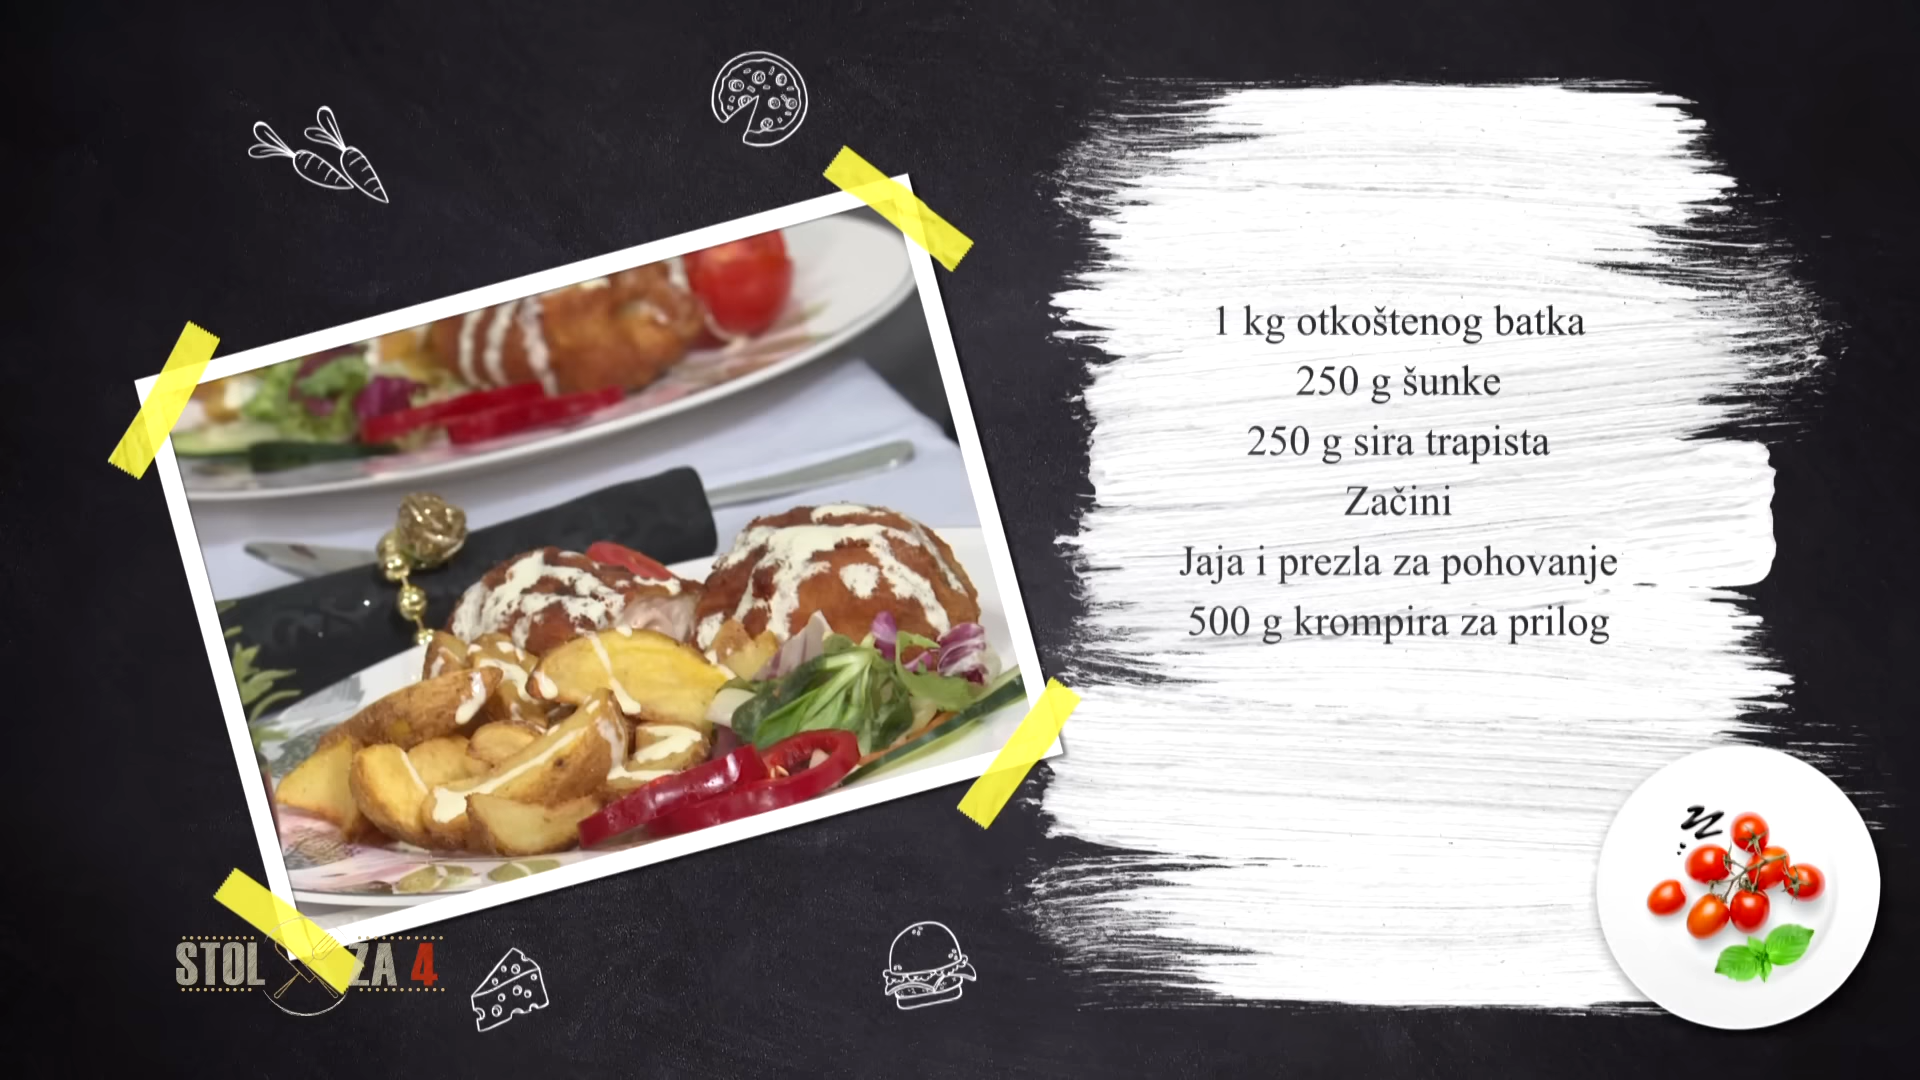 1 kg otkoštenog batka
250 g šunke
250 g sira trapista
Začini
Jaja i prezla za pohovanje
500 g krompira za prilog
STOL ZA 4